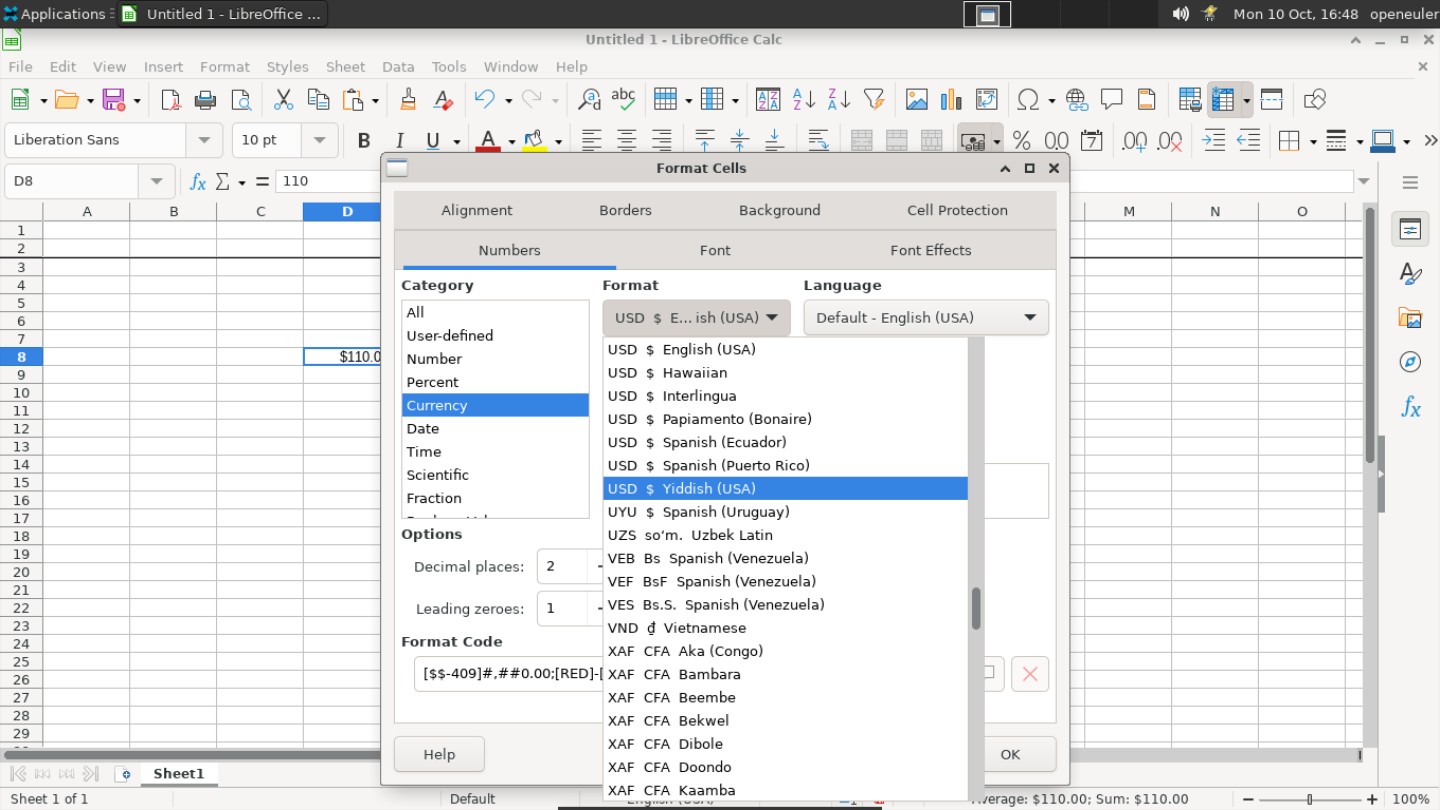 Applications
Untitled 1 - LibreOffice ...
Mon 10 Oct, 16:48
openeuler
Untitled 1 - LibreOffice Calc
File Edit View Insert Format Styles Sheet Data Tools Window Help
Liberation Sans
10 pt
D8
110
A B C D M N O
1
2
3
4
5
6
7
8 $110.0
9
10
11
12
13
14
15
16
17
18
19
20
21
22
23
24
25
26
27
28
29
Format Cells
Alignment Borders Background Cell Protection
Numbers Font Font Effects
Category
All
User-defined
Number
Percent
Currency
Date
Time
Scientific
Fraction
Format
USD $ E... ish (USA)
Language
Default - English (USA)
USD $ English (USA)
USD $ Hawaiian
USD $ Interlingua
USD $ Papiamento (Bonaire)
USD $ Spanish (Ecuador)
USD $ Spanish (Puerto Rico)
USD $ Yiddish (USA)
UYU $ Spanish (Uruguay)
UZS soʻm. Uzbek Latin
VEB Bs Spanish (Venezuela)
VEF BsF Spanish (Venezuela)
VES Bs.S. Spanish (Venezuela)
VND ₫ Vietnamese
XAF CFA Aka (Congo)
XAF CFA Bambara
XAF CFA Beembe
XAF CFA Bekwel
XAF CFA Dibole
XAF CFA Doondo
XAF CFA Kaamba
Options
Decimal places: 2
Leading zeroes: 1
Format Code
[$$-409]#,##0.00;[RED]-[
Help
OK
Sheet1
Sheet 1 of 1
Default
English (USA)
Average: $110.00; Sum: $110.00
100%